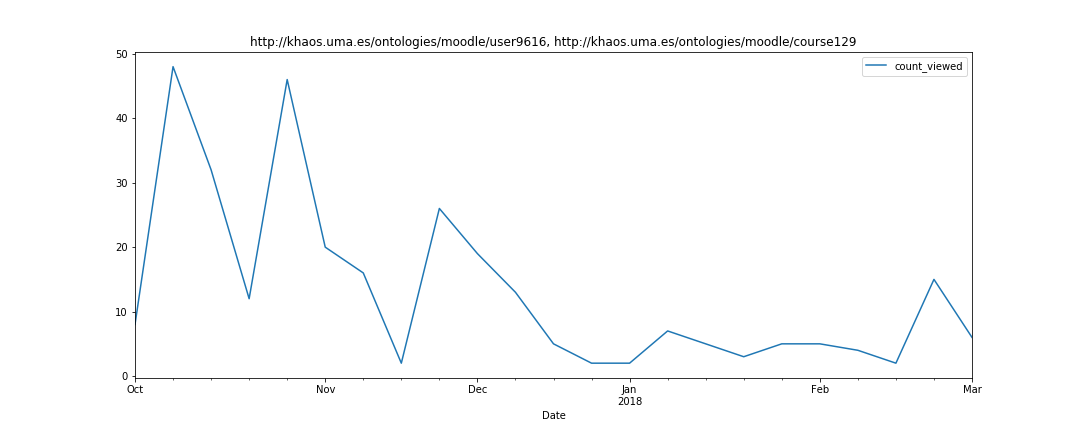 http://khaos.uma.es/ontologies/moodle/user9616, http://khaos.uma.es/ontologies/moodle/course129
count_viewed
50
40
30
20
10
0
Oct Nov Dec Jan Feb Mar
2018
Date